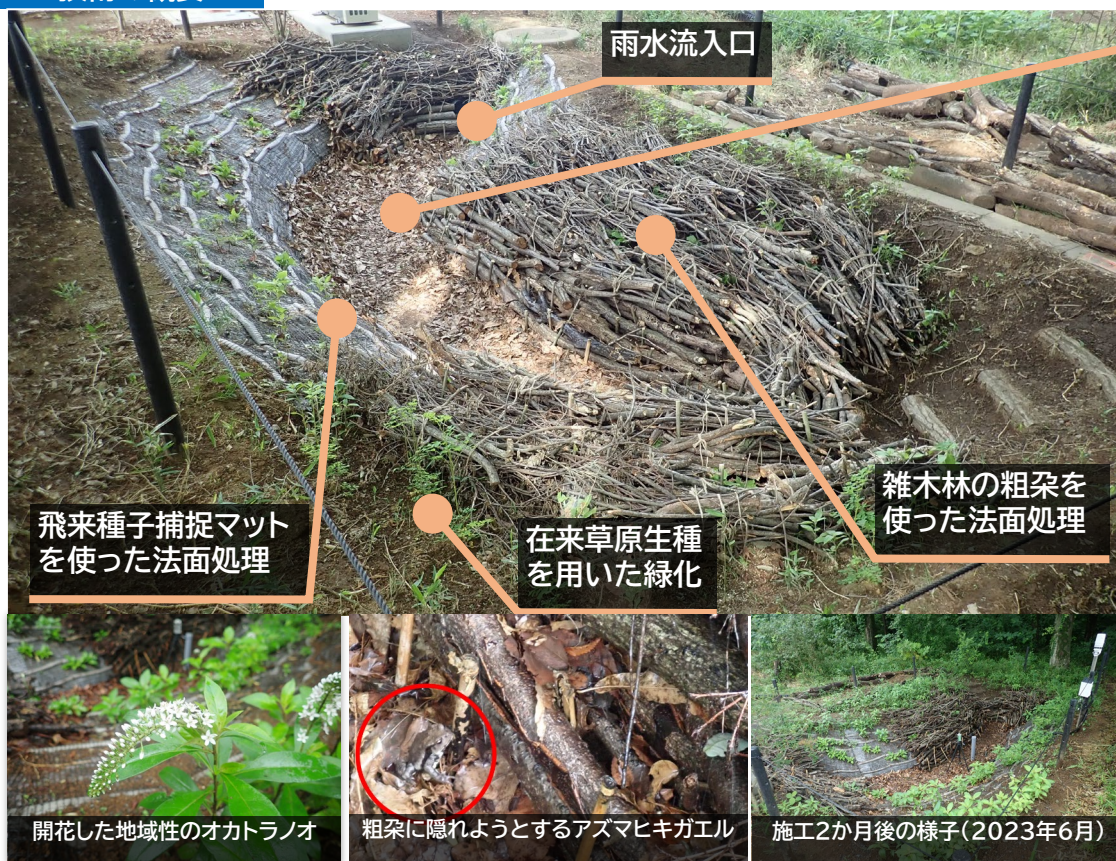 雨水流入口
飛来種子捕捉マット
を使った法面処理
在来草原生種
を用いた緑化
雑木林の粗朶を
使った法面処理
開花した地域性のオカトラノオ
粗朶に隠れようとするアズマヒキガエル
施工2か月後の様子(2023年6月)